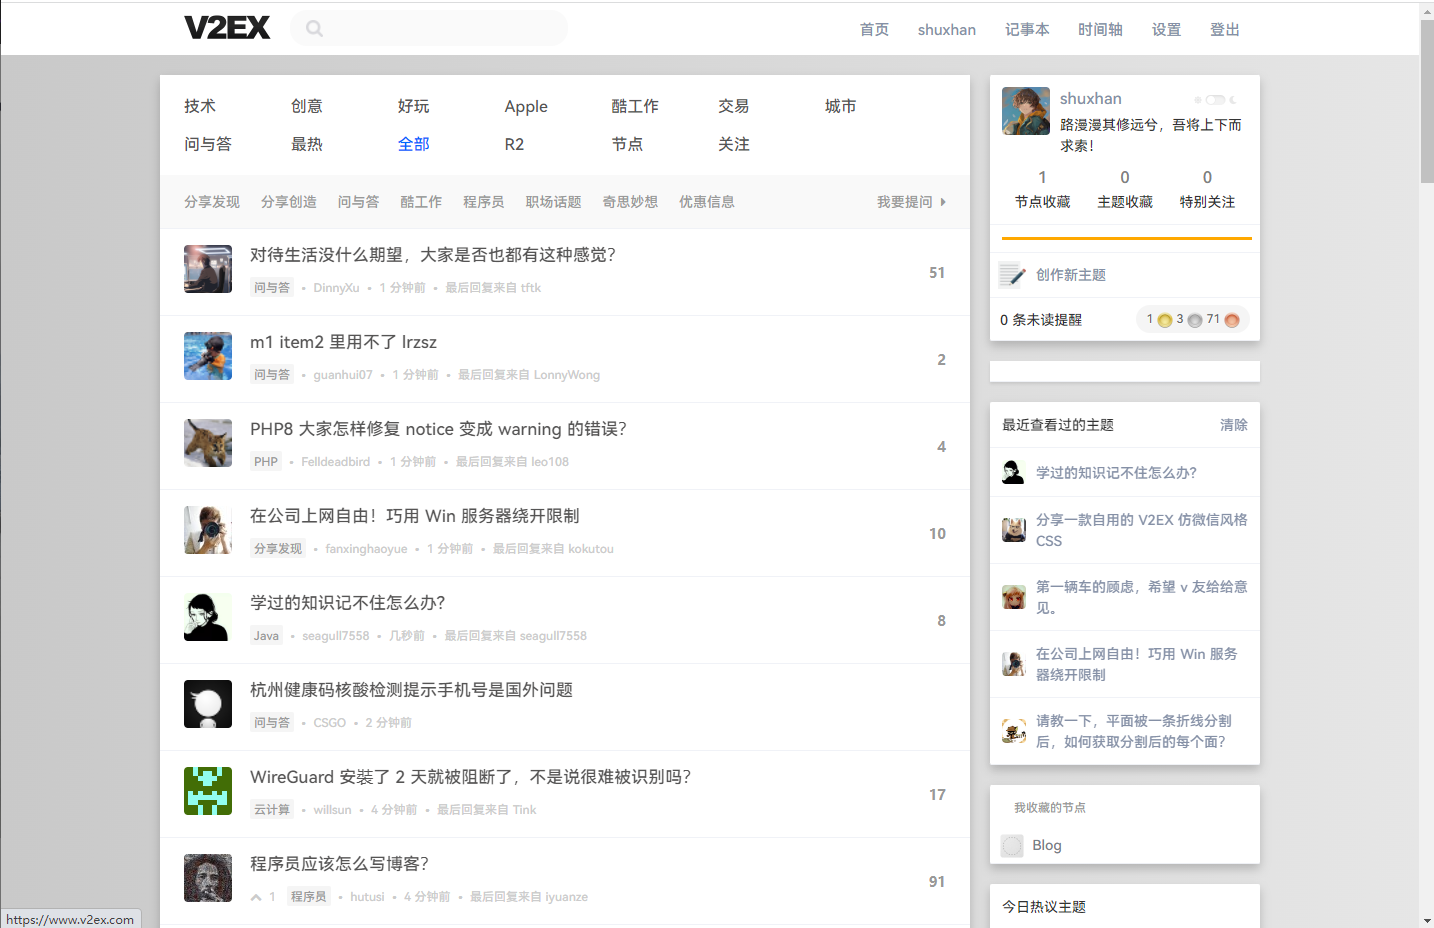 V2EX
首页 shuxhan 记事本 时间轴 设置 登出
技术 创意 好玩 Apple 酷工作 交易 城市
问与答 最热 全部 R2 节点 关注
分享发现 分享创造 问与答 酷工作 程序员 职场话题 奇思妙想 优惠信息 我要提问
对待生活没什么期望，大家是否也都有这种感觉？
51
问与答 • DinnyXu • 1 分钟前 • 最后回复来自 tftk
m1 item2 里用不了 lrzsz
2
问与答 • guanhui07 • 1 分钟前 • 最后回复来自 LonnyWong
PHP8 大家怎样修复 notice 变成 warning 的错误？
4
PHP • Felldeadbird • 1 分钟前 • 最后回复来自 leo108
在公司上网自由！巧用 Win 服务器绕开限制
10
分享发现 • fanxinghaoyue • 1 分钟前 • 最后回复来自 kokutou
学过的知识记不住怎么办?
8
Java • seagull7558 • 几秒前 • 最后回复来自 seagull7558
杭州健康码核酸检测提示手机号是国外问题
问与答 • CSGO • 2 分钟前
WireGuard 安裝了 2 天就被阻断了，不是说很难被识别吗？
17
云计算 • willsun • 4 分钟前 • 最后回复来自 Tink
程序员应该怎么写博客？
91
1 程序员 • hutusi • 4 分钟前 • 最后回复来自 iyuanze
shuxhan
路漫漫其修远兮，吾将上下而
求索！
1 0 0
节点收藏 主题收藏 特别关注
创作新主题
0 条未读提醒 1 3 71
最近查看过的主题 清除
学过的知识记不住怎么办?
分享一款自用的 V2EX 仿微信风格
CSS
第一辆车的顾虑，希望 v 友给给意
见。
在公司上网自由！巧用 Win 服务
器绕开限制
请教一下，平面被一条折线分割
后，如何获取分割后的每个面？
我收藏的节点
Blog
今日热议主题
https://www.v2ex.com